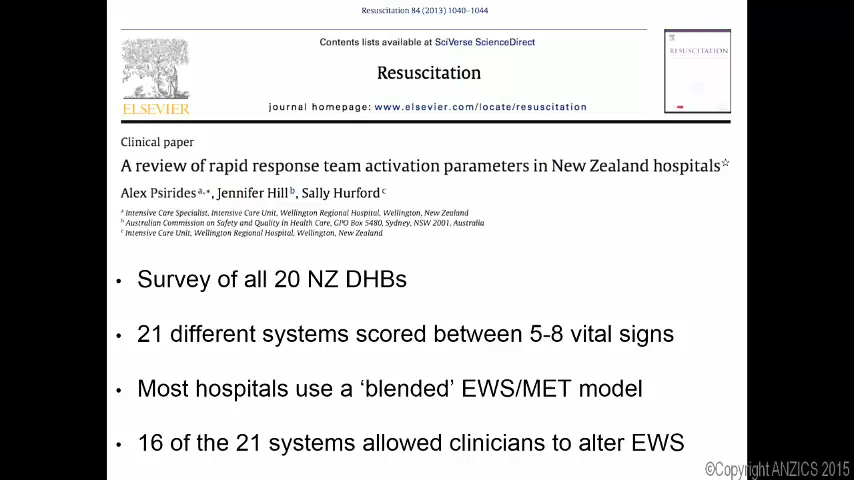 Resuscitation 84 (2013) 1040–1044
Contents lists available at SciVerse ScienceDirect
Resuscitation
journal homepage: www.elsevier.com/locate/resuscitation
ELSEVIER
RESUSCITATION
Clinical paper
A review of rapid response team activation parameters in New Zealand hospitals☆
Alex Psirides a,*, Jennifer Hill b, Sally Hurford c
a Intensive Care Specialist, Intensive Care Unit, Wellington Regional Hospital, Wellington, New Zealand
b Australian Commission on Safety and Quality in Health Care, GPO Box 5480, Sydney, NSW 2001, Australia
c Intensive Care Unit, Wellington Regional Hospital, Wellington, New Zealand
• Survey of all 20 NZ DHBs
• 21 different systems scored between 5-8 vital signs
• Most hospitals use a ‘blended’ EWS/MET model
• 16 of the 21 systems allowed clinicians to alter EWS
©Copyright ANZICS 2015